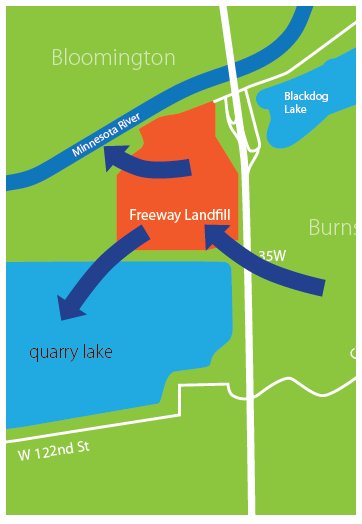 Bloomington
Blackdog
Lake
Minnesota River
Freeway Landfill
Burns
35W
quarry lake
W 122nd St